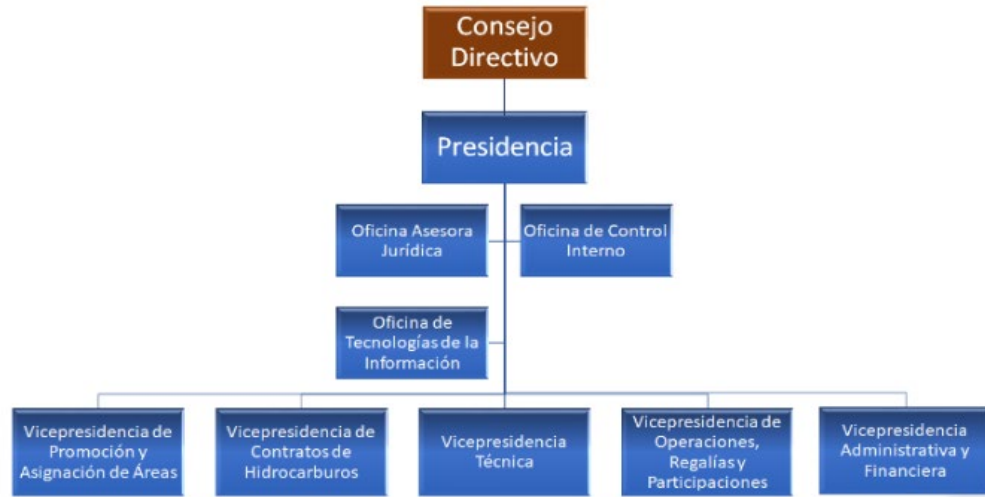 Consejo
Directivo
Presidencia
Oficina Asesora
Jurídica
Oficina de Control
Interno
Oficina de
Tecnologías de la
Información
Vicepresidencia de
Promoción y
Asignación de Áreas
Vicepresidencia de
Contratos de
Hidrocarburos
Vicepresidencia
Técnica
Vicepresidencia de
Operaciones,
Regalías y
Participaciones
Vicepresidencia
Administrativa y
Financiera